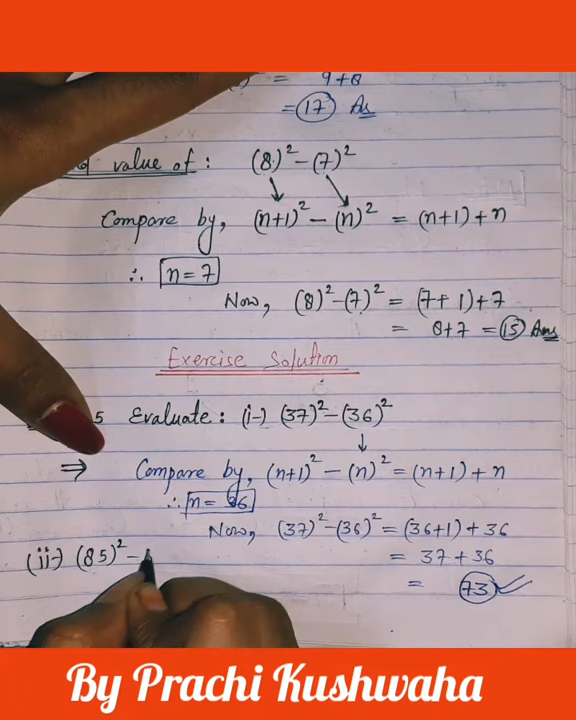 = 9+8
= 17 As
value of : (8)² − (7)²
Compare by, (n+1)² − (n)² = (n+1) + n
∴ n = 7
Now, (8)² − (7)² = (7+1) + 7
= 8+7 = 15 Ans
Exercise Solution
5 Evaluate : (i-) (37)² − (36)²
⇒ Compare by, (n+1)² − (n)² = (n+1) + n
∴ n = 36
Now, (37)² − (36)² = (36+1) + 36
= 37 + 36
= 73
(ii-) (85)² −
By Prachi Kushwaha